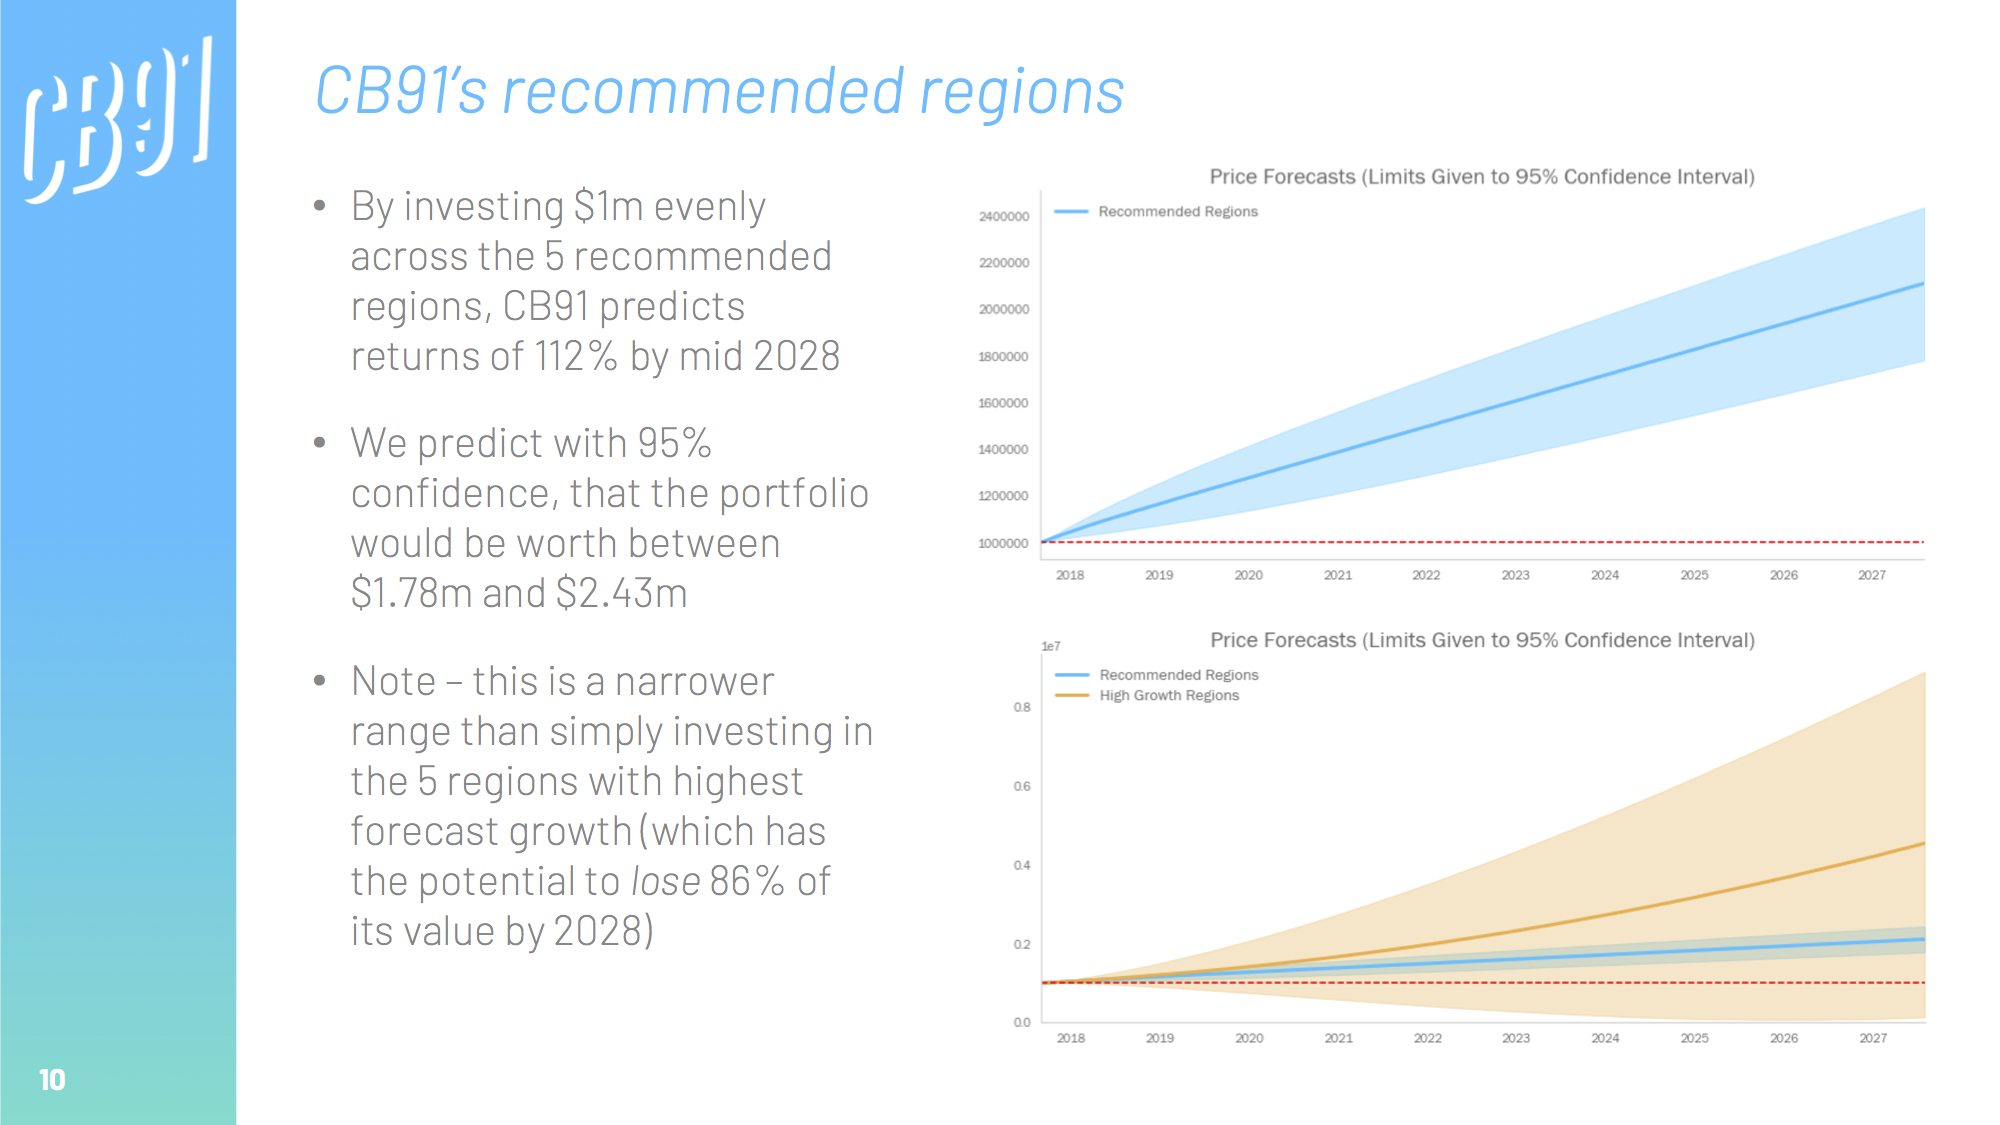 CB91
CB91's recommended regions
• By investing $1m evenly
across the 5 recommended
regions, CB91 predicts
returns of 112% by mid 2028
• We predict with 95%
confidence, that the portfolio
would be worth between
$1.78m and $2.43m
• Note – this is a narrower
range than simply investing in
the 5 regions with highest
forecast growth (which has
the potential to lose 86% of
its value by 2028)
10
Price Forecasts (Limits Given to 95% Confidence Interval)
Recommended Regions
2400000
2200000
2000000
1800000
1600000
1400000
1200000
1000000
2018 2019 2020 2021 2022 2023 2024 2025 2026 2027
Price Forecasts (Limits Given to 95% Confidence Interval)
1e7
Recommended Regions
High Growth Regions
0.8
0.6
0.4
0.2
0.0
2018 2019 2020 2021 2022 2023 2024 2025 2026 2027